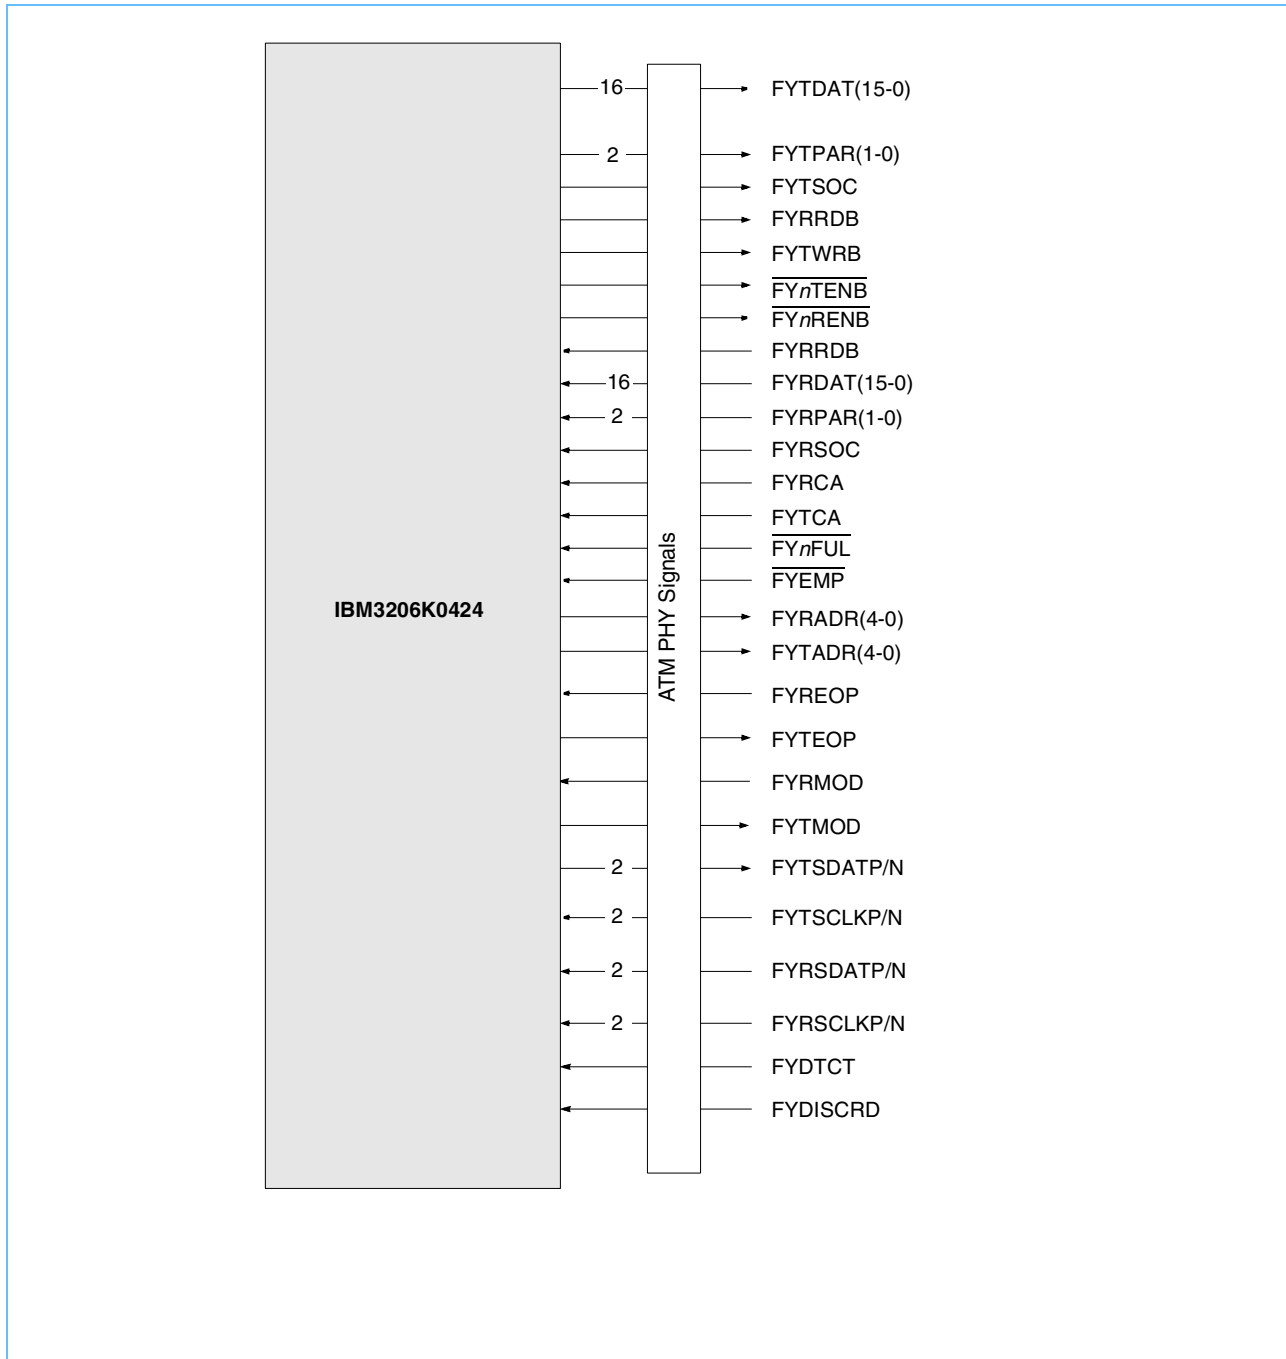 16 FYTDAT(15-0)
2 FYTPAR(1-0)
FYTSOC
FYRRDB
FYTWRB
FYnTENB
FYnRENB
FYRRDB
16 FYRDAT(15-0)
2 FYRPAR(1-0)
FYRSOC
FYRCA
FYTCA
FYnFUL
FYEMP
IBM3206K0424
ATM PHY Signals
FYRADR(4-0)
FYTADR(4-0)
FYREOP
FYTEOP
FYRMOD
FYTMOD
2 FYTSDATP/N
2 FYTSCLKP/N
2 FYRSDATP/N
2 FYRSCLKP/N
FYDTCT
FYDISCRD